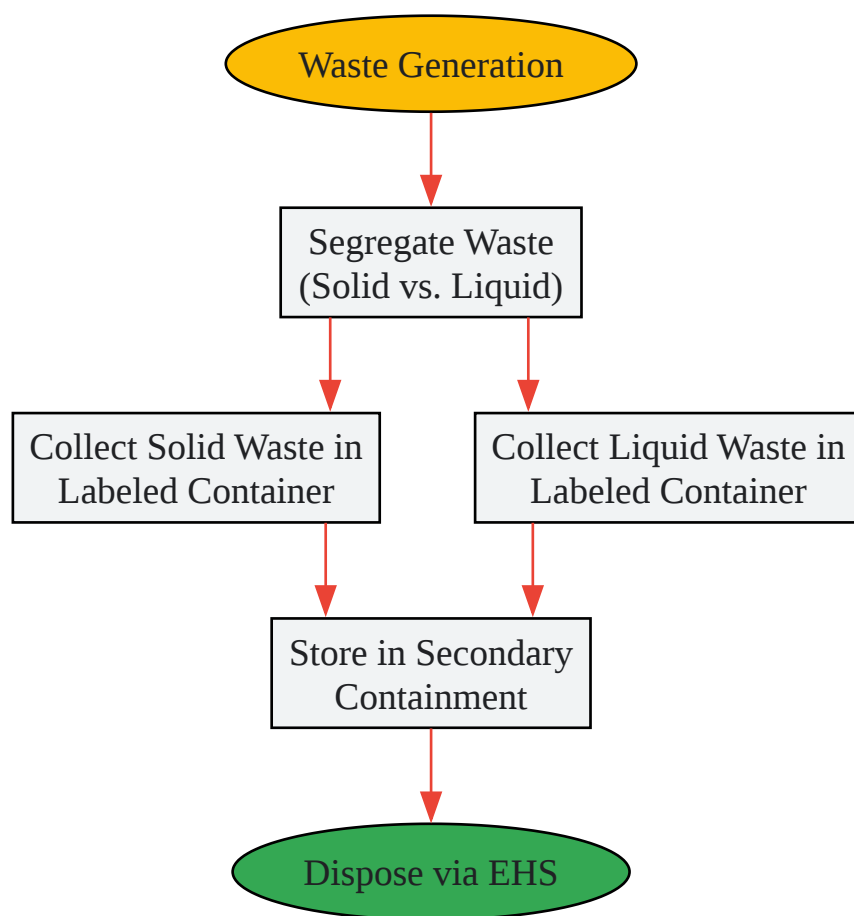 Waste Generation
Segregate Waste
(Solid vs. Liquid)
Collect Solid Waste in
Labeled Container
Collect Liquid Waste in
Labeled Container
Store in Secondary
Containment
Dispose via EHS